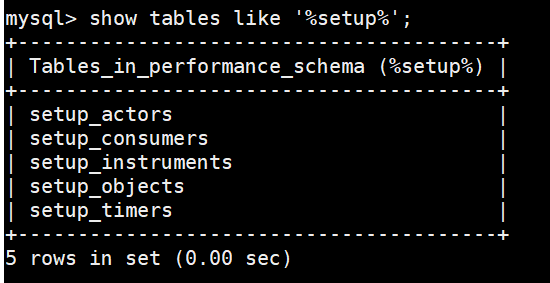 mysql> show tables like '%setup%';
+----------------------------------------+
| Tables_in_performance_schema (%setup%) |
+----------------------------------------+
| setup_actors                           |
| setup_consumers                        |
| setup_instruments                      |
| setup_objects                          |
| setup_timers                           |
+----------------------------------------+
5 rows in set (0.00 sec)